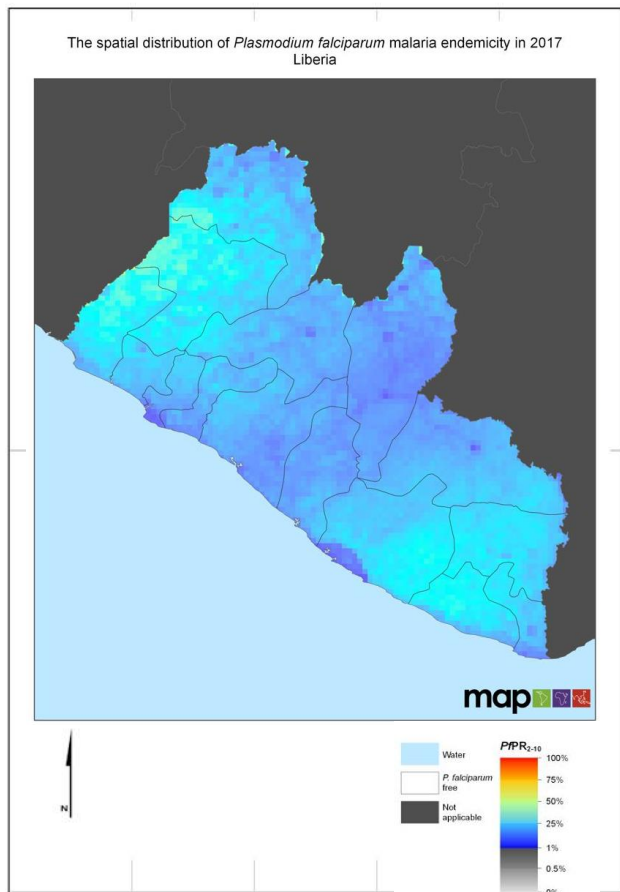 The spatial distribution of Plasmodium falciparum malaria endemicity in 2017
Liberia
map
Water
P. falciparum
free
Not
applicable
PfPR2-10
100%
75%
50%
25%
1%
0.5%
0%
N